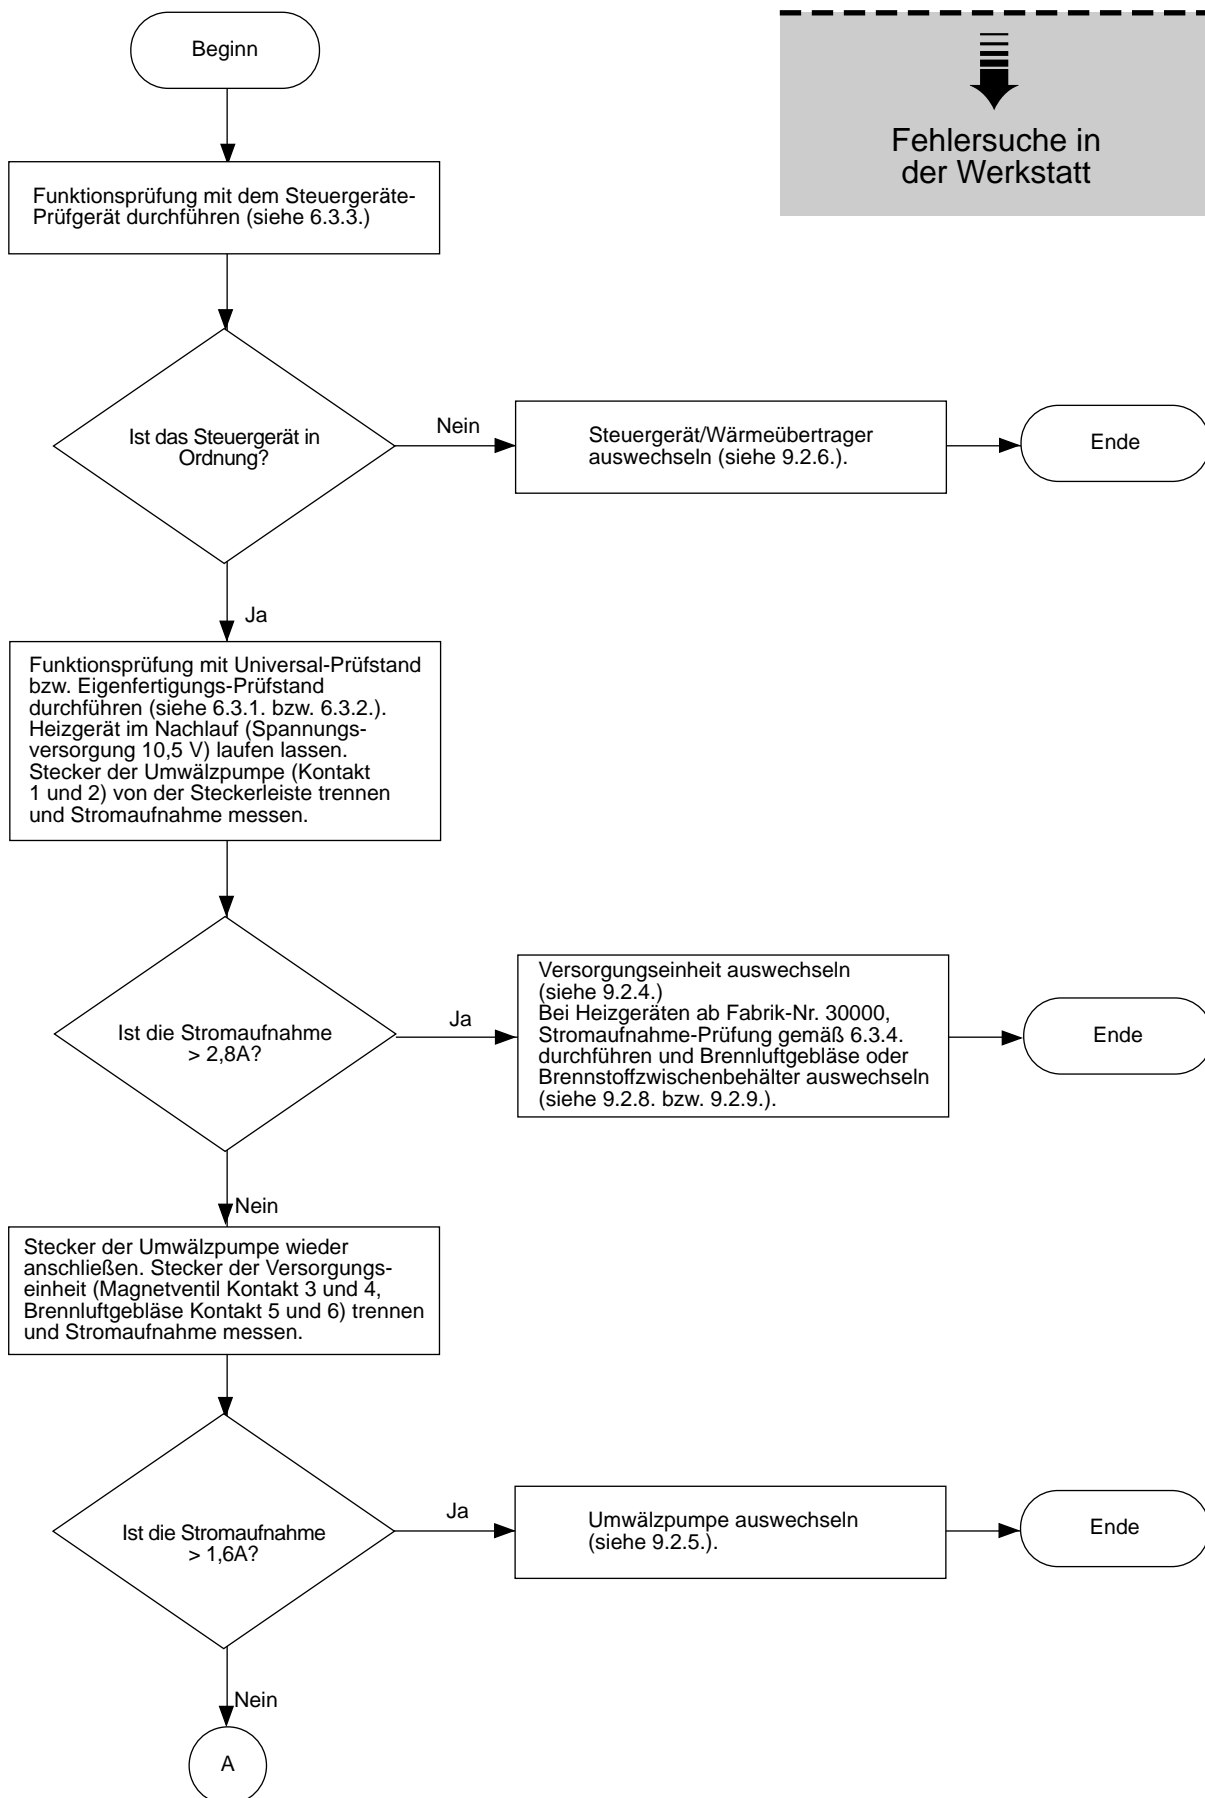 Beginn
Fehlersuche in
der Werkstatt
Funktionsprüfung mit dem Steuergeräte-
Prüfgerät durchführen (siehe 6.3.3.)
Ist das Steuergerät in
Ordnung?
Nein
Steuergerät/Wärmeübertrager
auswechseln (siehe 9.2.6.).
Ende
Ja
Funktionsprüfung mit Universal-Prüfstand
bzw. Eigenfertigungs-Prüfstand
durchführen (siehe 6.3.1. bzw. 6.3.2.).
Heizgerät im Nachlauf (Spannungs-
versorgung 10,5 V) laufen lassen.
Stecker der Umwälzpumpe (Kontakt
1 und 2) von der Steckerleiste trennen
und Stromaufnahme messen.
Ist die Stromaufnahme
> 2,8A?
Ja
Versorgungseinheit auswechseln
(siehe 9.2.4.)
Bei Heizgeräten ab Fabrik-Nr. 30000,
Stromaufnahme-Prüfung gemäß 6.3.4.
durchführen und Brennluftgebläse oder
Brennstoffzwischenbehälter auswechseln
(siehe 9.2.8. bzw. 9.2.9.).
Ende
Nein
Stecker der Umwälzpumpe wieder
anschließen. Stecker der Versorgungs-
einheit (Magnetventil Kontakt 3 und 4,
Brennluftgebläse Kontakt 5 und 6) trennen
und Stromaufnahme messen.
Ist die Stromaufnahme
> 1,6A?
Ja
Umwälzpumpe auswechseln
(siehe 9.2.5.).
Ende
Nein
A